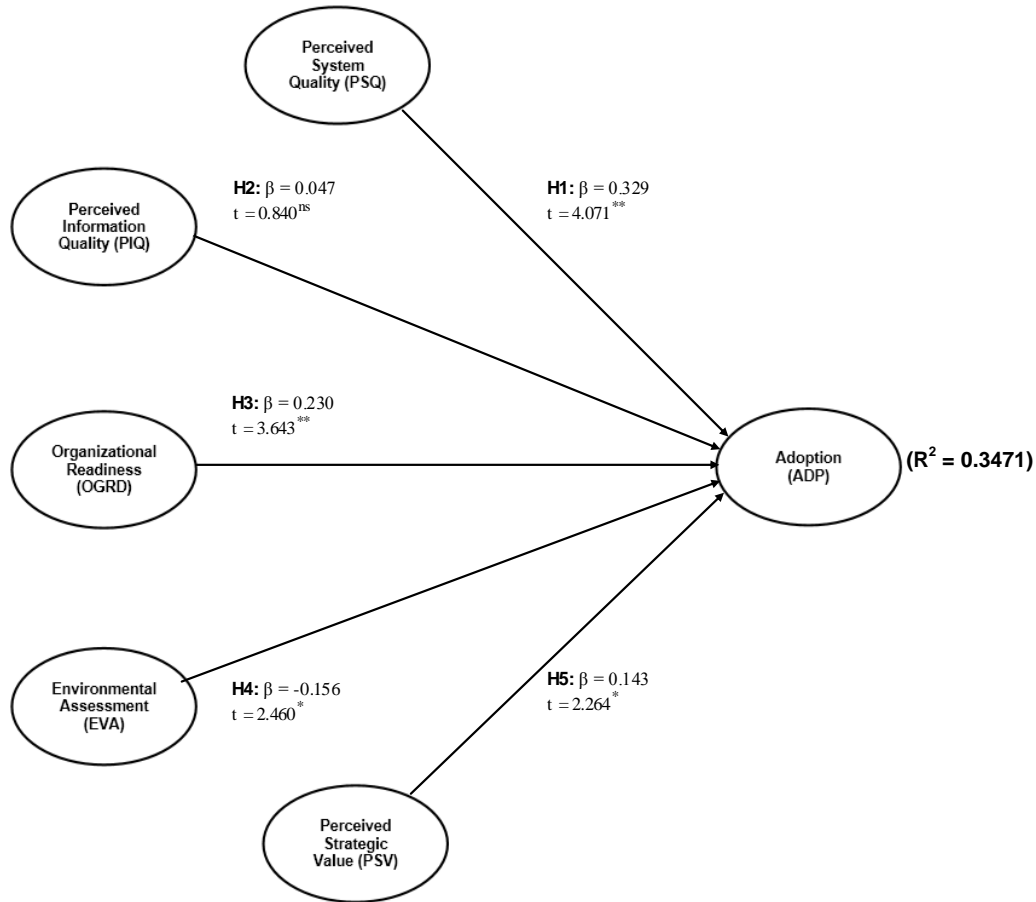 Perceived
System
Quality (PSQ)
H2: β = 0.047
t = 0.840ns
H1: β = 0.329
t = 4.071**
Perceived
Information
Quality (PIQ)
H3: β = 0.230
t = 3.643**
Organizational
Readiness
(OGRD)
Adoption
(ADP)
(R² = 0.3471)
Environmental
Assessment
(EVA)
H4: β = -0.156
t = 2.460*
H5: β = 0.143
t = 2.264*
Perceived
Strategic
Value (PSV)